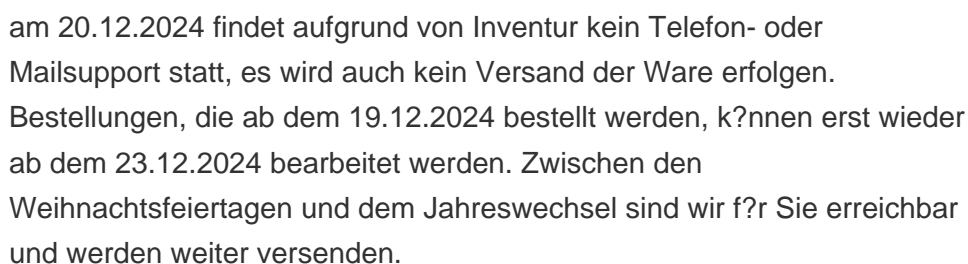 am 20.12.2024 findet aufgrund von Inventur kein Telefon- oder
Mailsupport statt, es wird auch kein Versand der Ware erfolgen.
Bestellungen, die ab dem 19.12.2024 bestellt werden, k?nnen erst wieder
ab dem 23.12.2024 bearbeitet werden. Zwischen den
Weihnachtsfeiertagen und dem Jahreswechsel sind wir f?r Sie erreichbar
und werden weiter versenden.